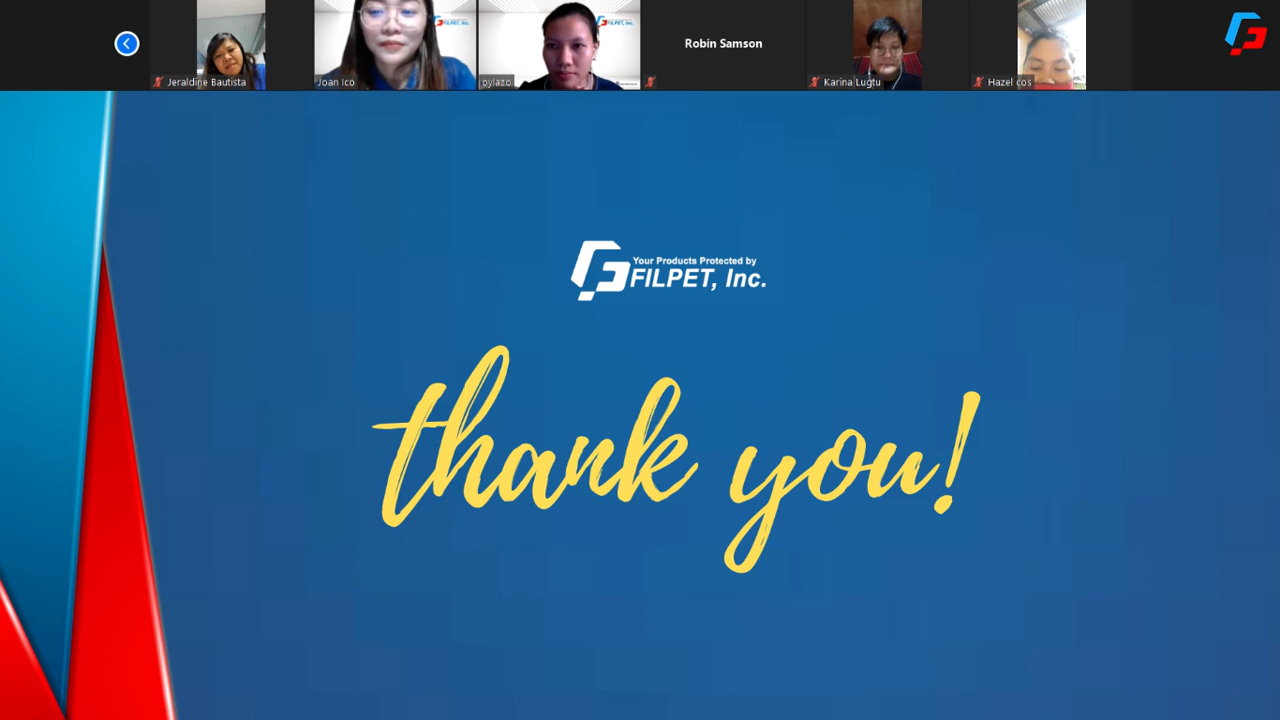 Jeraldine Bautista
Joan Ico
pylazo
Robin Samson
Karina Lugtu
Hazel cos
Your Products Protected by
FILPET, Inc.
thank you!